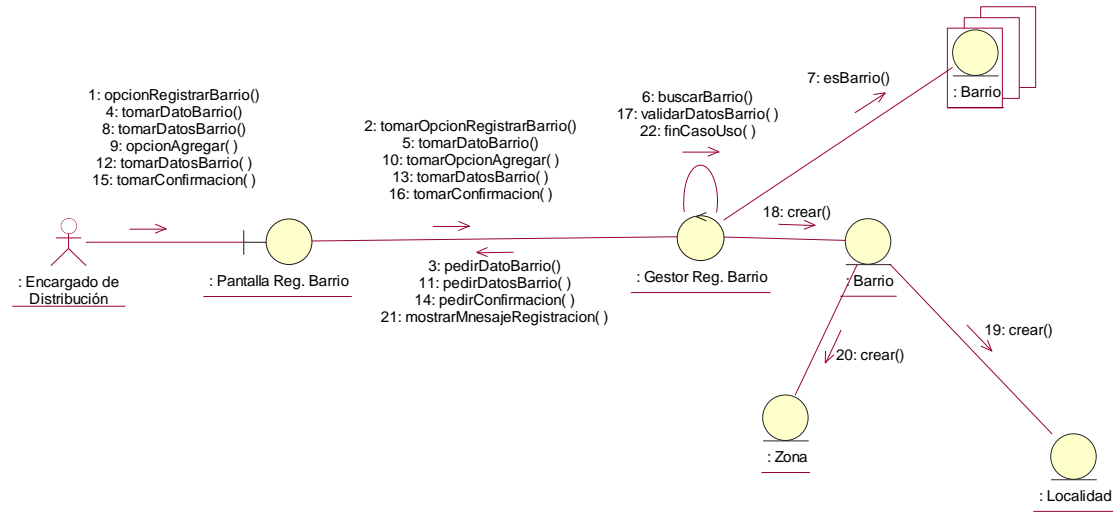 7: esBarrio()
: Barrio
1: opcionRegistrarBarrio()
4: tomarDatoBarrio()
8: tomarDatosBarrio()
9: opcionAgregar( )
12: tomarDatosBarrio( )
15: tomarConfirmacion( )
2: tomarOpcionRegistrarBarrio()
5: tomarDatoBarrio()
10: tomarOpcionAgregar( )
13: tomarDatosBarrio( )
16: tomarConfirmacion( )
6: buscarBarrio()
17: validarDatosBarrio( )
22: finCasoUso( )
18: crear()
: Encargado de
Distribución
: Pantalla Reg. Barrio
3: pedirDatoBarrio()
11: pedirDatosBarrio( )
14: pedirConfirmacion( )
21: mostrarMnesajeRegistracion( )
: Gestor Reg. Barrio
: Barrio
19: crear()
20: crear()
: Zona
: Localidad